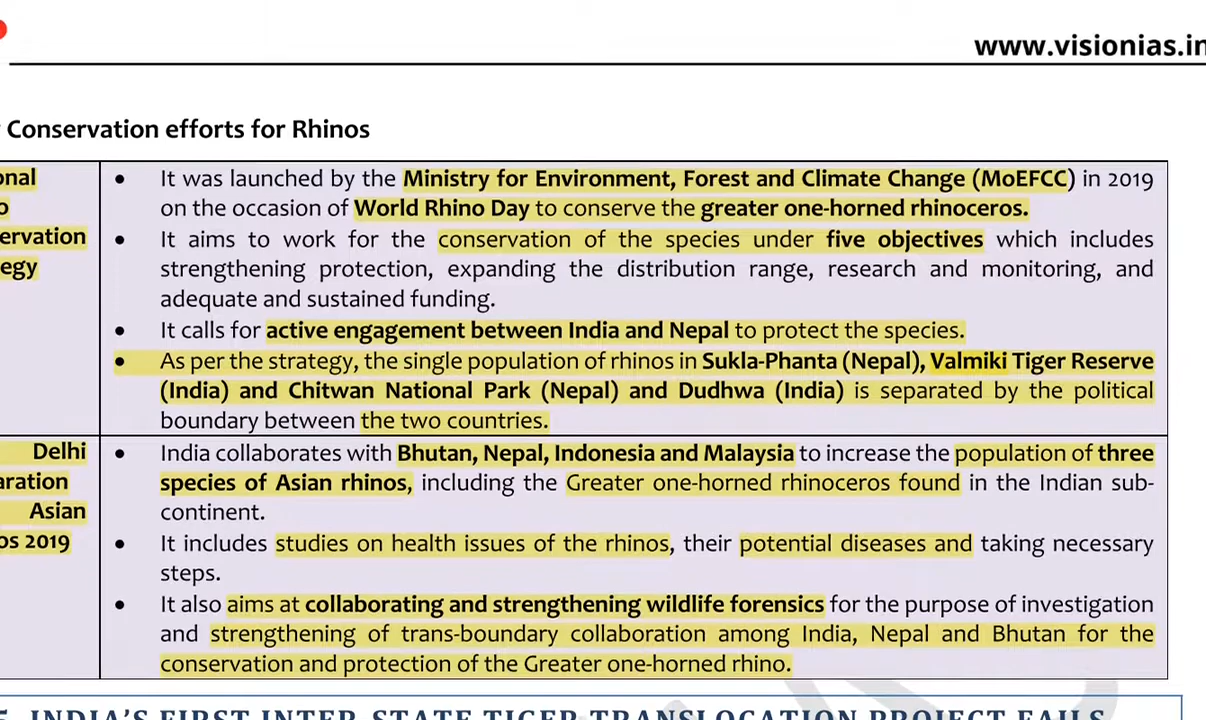 www.visionias.in
Conservation efforts for Rhinos
onal
o
ervation
egy
• It was launched by the Ministry for Environment, Forest and Climate Change (MoEFCC) in 2019
on the occasion of World Rhino Day to conserve the greater one-horned rhinoceros.
• It aims to work for the conservation of the species under five objectives which includes
strengthening protection, expanding the distribution range, research and monitoring, and
adequate and sustained funding.
• It calls for active engagement between India and Nepal to protect the species.
• As per the strategy, the single population of rhinos in Sukla-Phanta (Nepal), Valmiki Tiger Reserve
(India) and Chitwan National Park (Nepal) and Dudhwa (India) is separated by the political
boundary between the two countries.
Delhi
aration
Asian
os 2019
• India collaborates with Bhutan, Nepal, Indonesia and Malaysia to increase the population of three
species of Asian rhinos, including the Greater one-horned rhinoceros found in the Indian sub-
continent.
• It includes studies on health issues of the rhinos, their potential diseases and taking necessary
steps.
• It also aims at collaborating and strengthening wildlife forensics for the purpose of investigation
and strengthening of trans-boundary collaboration among India, Nepal and Bhutan for the
conservation and protection of the Greater one-horned rhino.
5. INDIA'S FIRST INTER-STATE TIGER TRANSLOCATION PROJECT FAILS